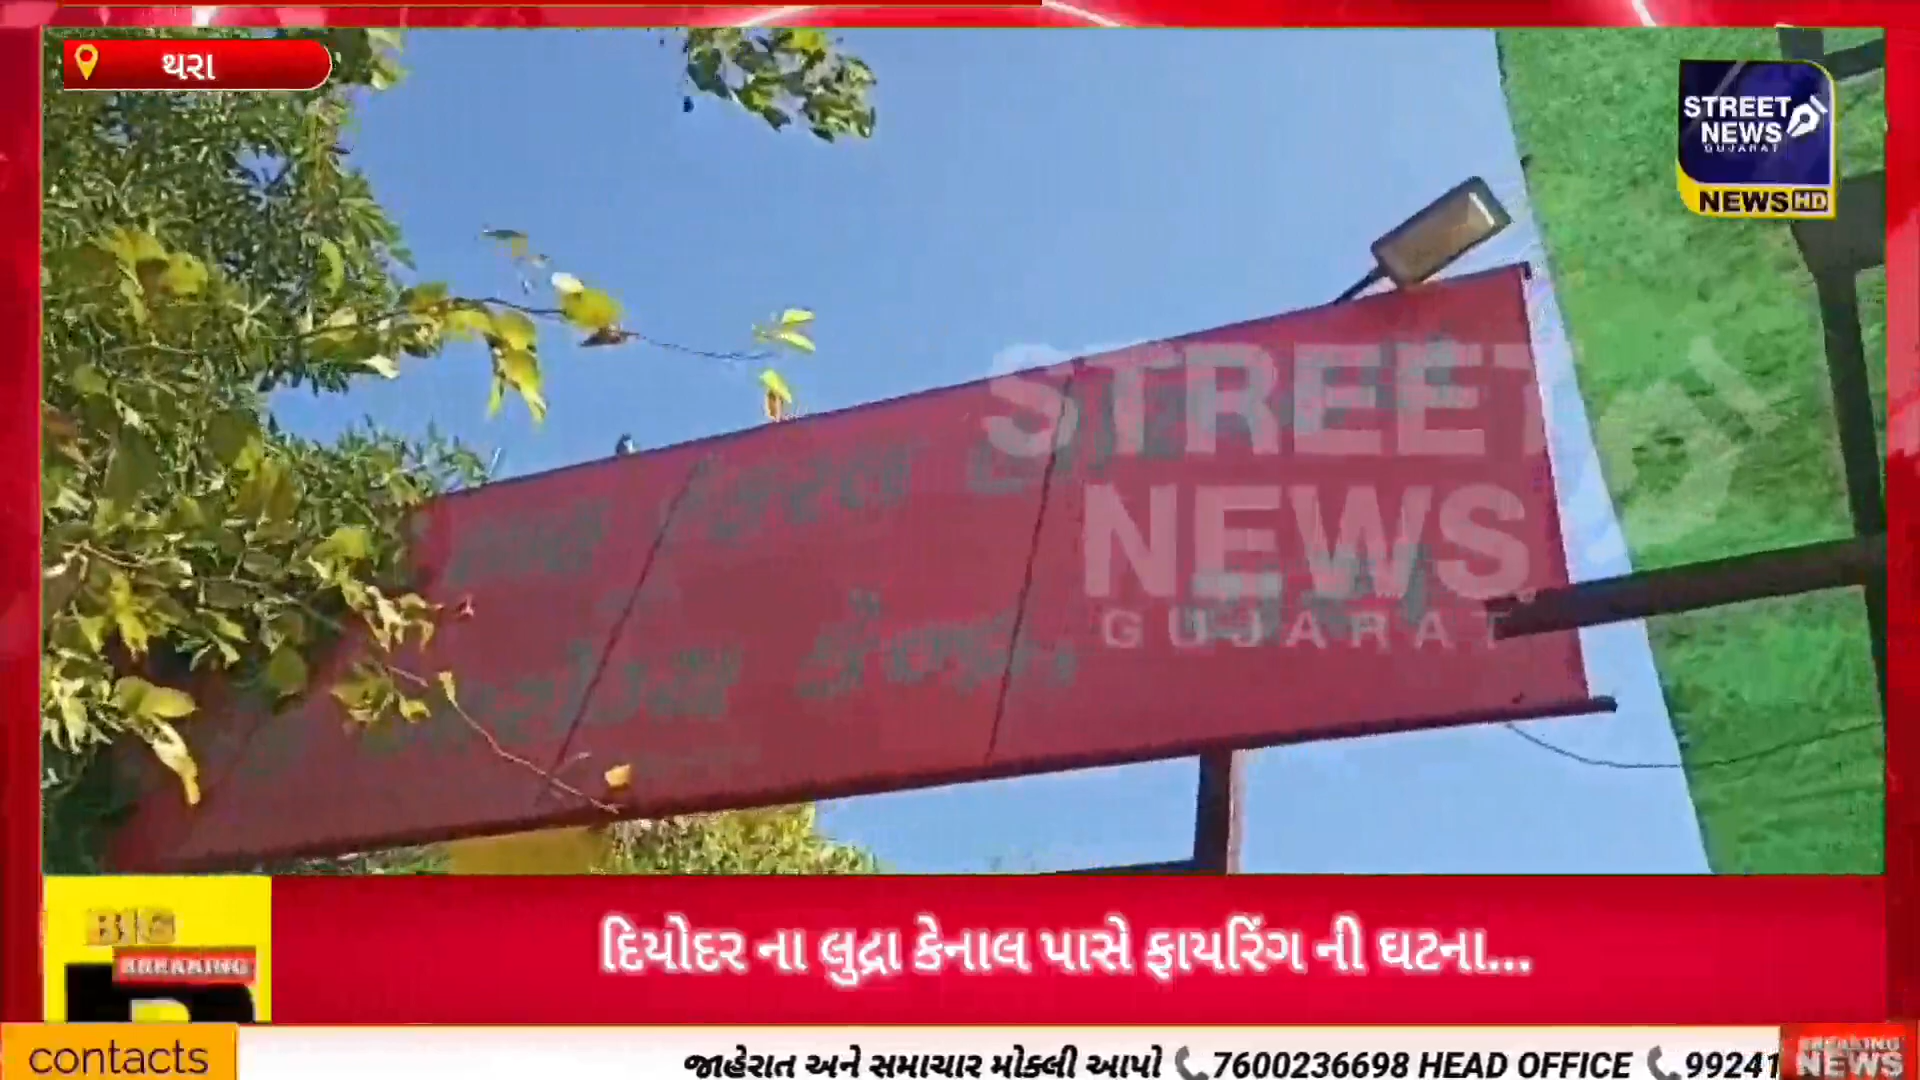 થરા
STREET
NEWS
GUJARAT
NEWS HD
STREET
NEWS
GUJARAT
BIG
BREAKING
દિયોદર ના લુદ્રા કેનાલ પાસે ફાયરિંગ ની ઘટના...
contacts
જાહેરાત અને સમાચાર મોકલી આપો 7600236698 HEAD OFFICE 99241
BREAKING
NEWS